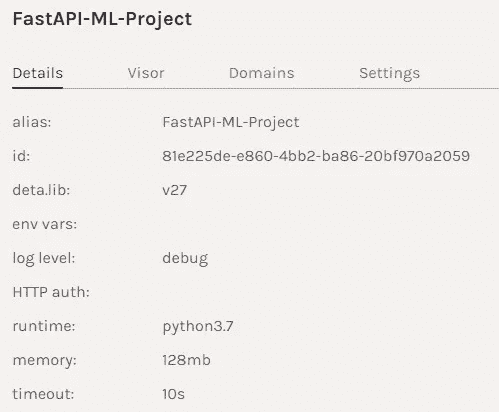 FastAPI-ML-Project
Details Visor Domains Settings
alias: FastAPI-ML-Project
id: 81e225de-e860-4bb2-ba86-20bf970a2059
deta.lib: v27
env vars:
log level: debug
HTTP auth:
runtime: python3.7
memory: 128mb
timeout: 10s